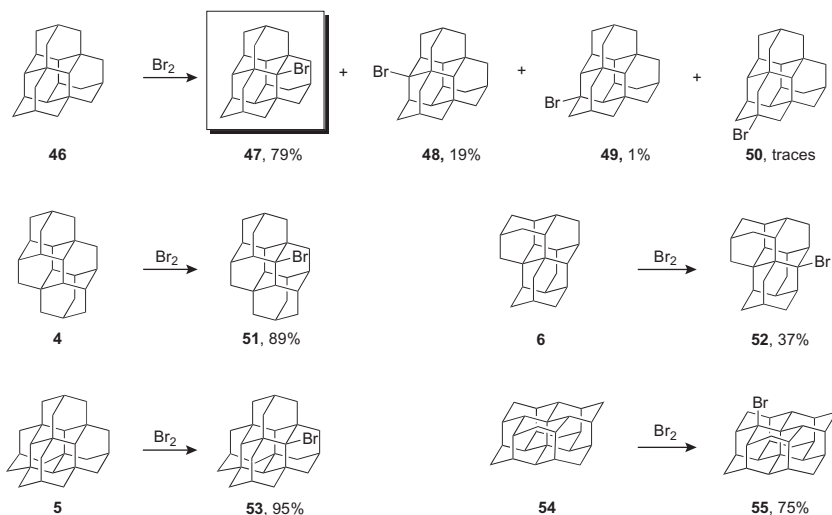 Br2
Br
+
Br
+
Br
+
Br
46
47, 79%
48, 19%
49, 1%
50, traces
Br2
Br
Br2
Br
4
51, 89%
6
52, 37%
Br2
Br
Br2
Br
5
53, 95%
54
55, 75%